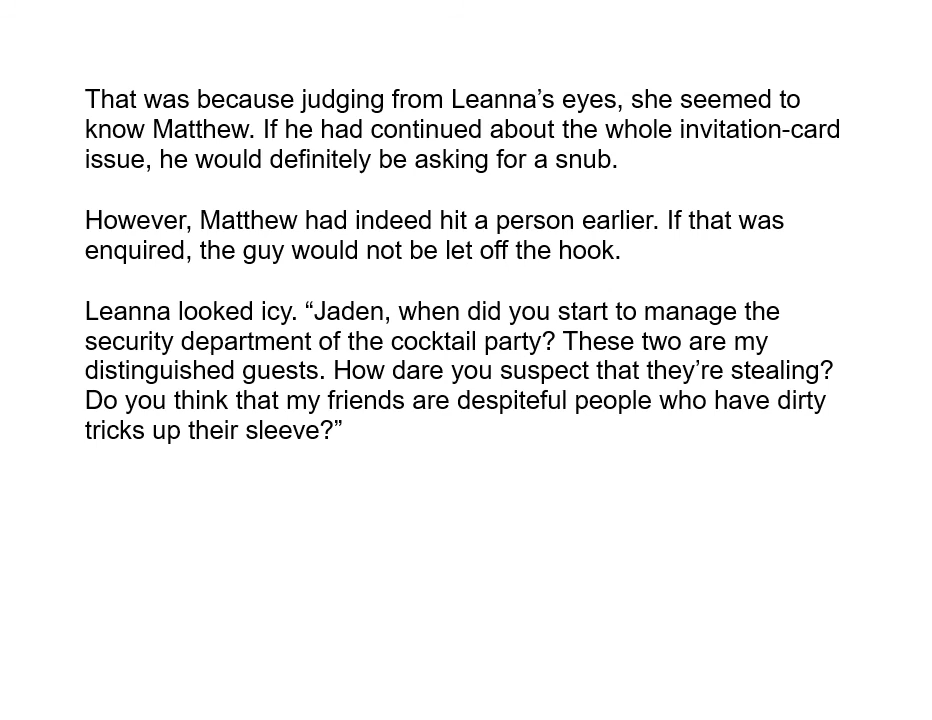 That was because judging from Leanna’s eyes, she seemed to
know Matthew. If he had continued about the whole invitation-card
issue, he would definitely be asking for a snub.
However, Matthew had indeed hit a person earlier. If that was
enquired, the guy would not be let off the hook.
Leanna looked icy. “Jaden, when did you start to manage the
security department of the cocktail party? These two are my
distinguished guests. How dare you suspect that they’re stealing?
Do you think that my friends are despiteful people who have dirty
tricks up their sleeve?”